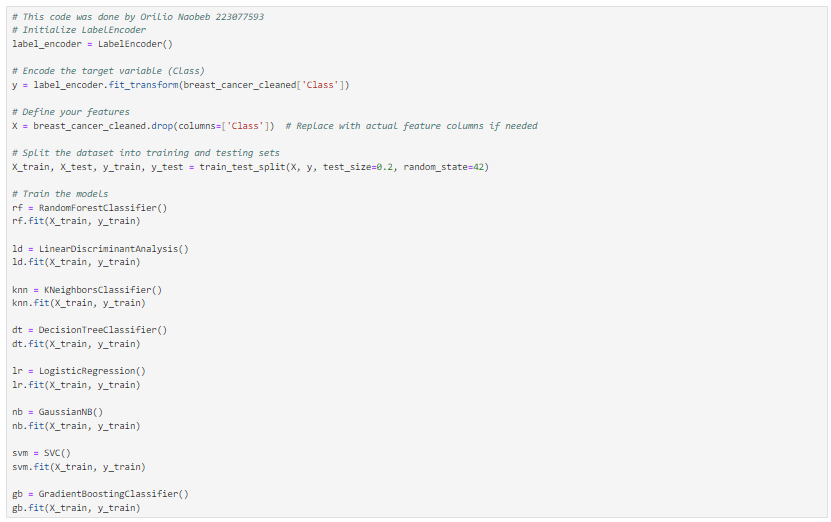 # This code was done by Orilio Naobeb 223077593
# Initialize LabelEncoder
label_encoder = LabelEncoder()
# Encode the target variable (Class)
y = label_encoder.fit_transform(breast_cancer_cleaned['Class'])
# Define your features
X = breast_cancer_cleaned.drop(columns=['Class'])  # Replace with actual feature columns if needed
# Split the dataset into training and testing sets
X_train, X_test, y_train, y_test = train_test_split(X, y, test_size=0.2, random_state=42)
# Train the models
rf = RandomForestClassifier()
rf.fit(X_train, y_train)
ld = LinearDiscriminantAnalysis()
ld.fit(X_train, y_train)
knn = KNeighborsClassifier()
knn.fit(X_train, y_train)
dt = DecisionTreeClassifier()
dt.fit(X_train, y_train)
lr = LogisticRegression()
lr.fit(X_train, y_train)
nb = GaussianNB()
nb.fit(X_train, y_train)
svm = SVC()
svm.fit(X_train, y_train)
gb = GradientBoostingClassifier()
gb.fit(X_train, y_train)